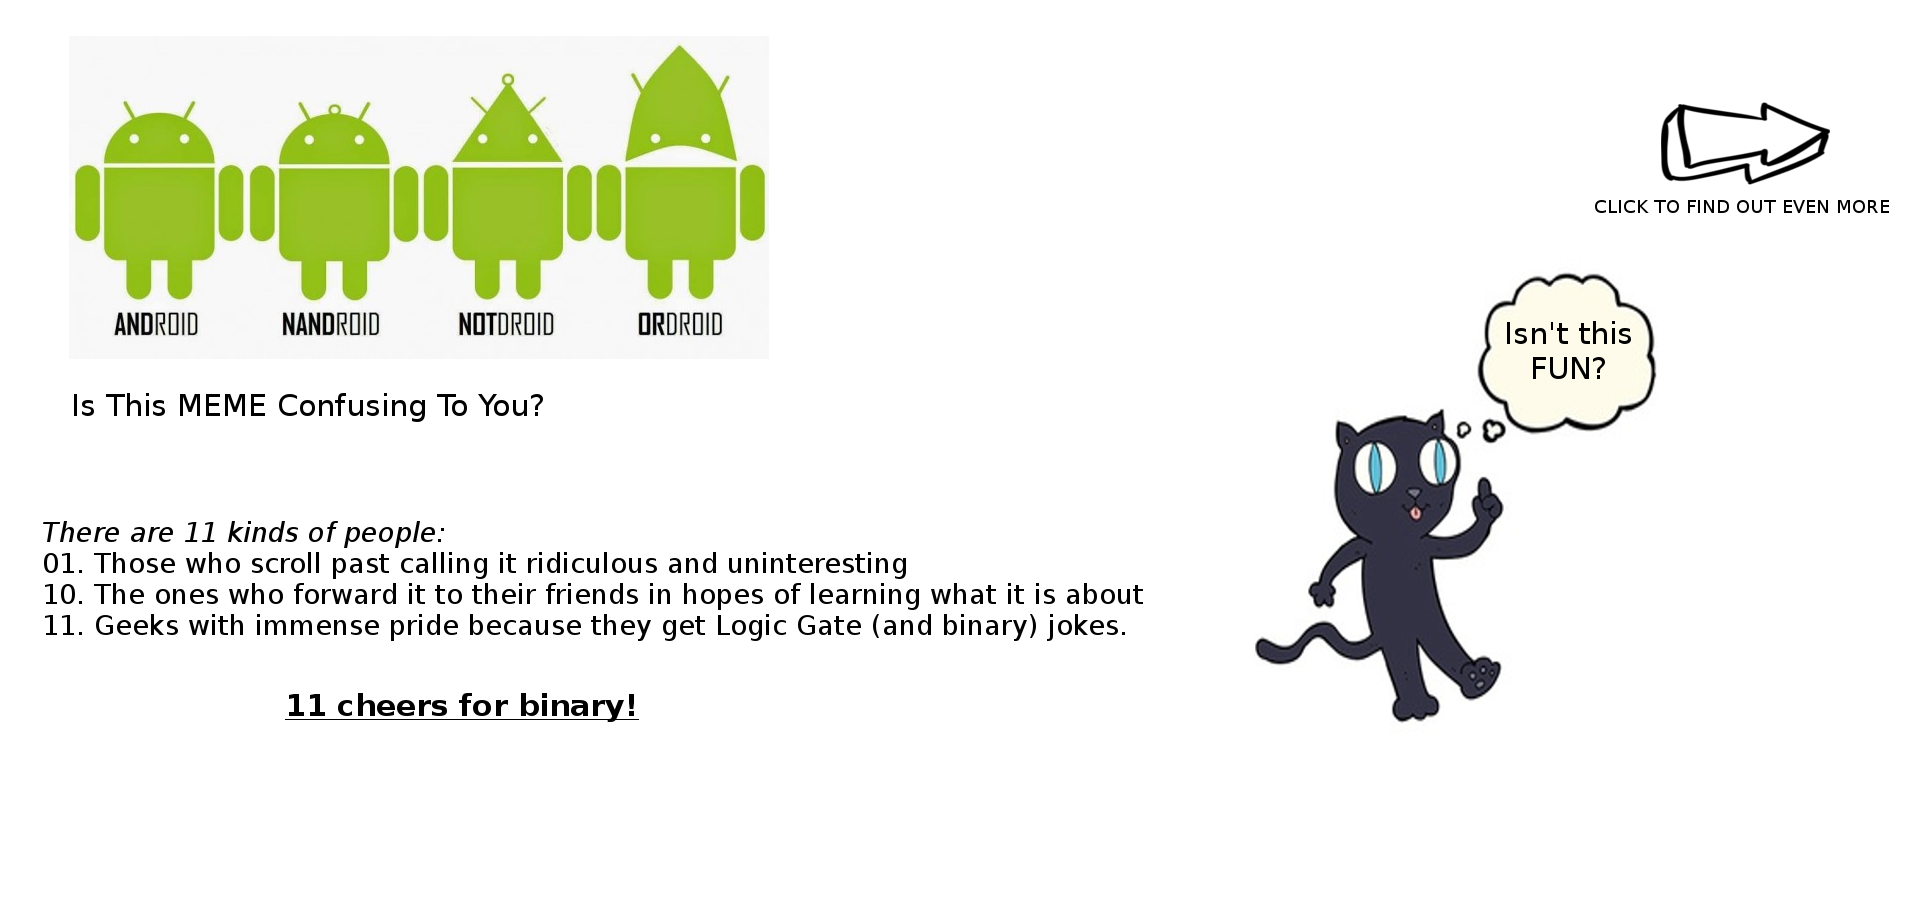 ANDROID NANDROID NOTDROID ORDROID
Is This MEME Confusing To You?
There are 11 kinds of people:
01. Those who scroll past calling it ridiculous and uninteresting
10. The ones who forward it to their friends in hopes of learning what it is about
11. Geeks with immense pride because they get Logic Gate (and binary) jokes.
11 cheers for binary!
CLICK TO FIND OUT EVEN MORE
Isn't this
FUN?